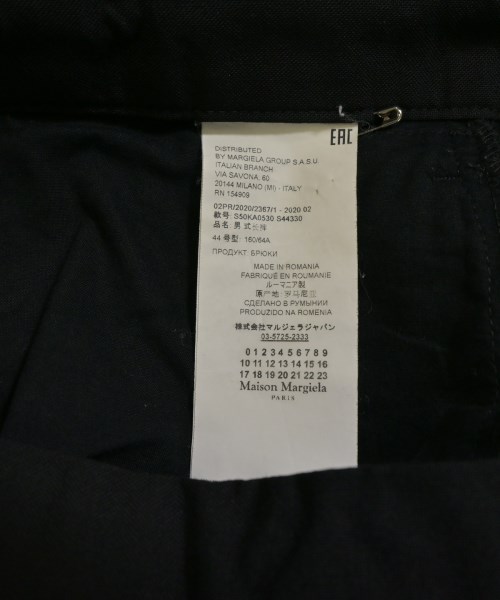 EAC
DISTRIBUTED
BY MARGIELA GROUP S.A.S.U.
ITALIAN BRANCH
VIA SAVONA, 60
20144 MILANO (MI) - ITALY
RN 154909
02PR/2020/2367/1 - 2020 02
款号: S50KA0530 S44330
品名: 男式长裤
44 号型: 160/64A
ПРОДУКТ: БРЮКИ
MADE IN ROMANIA
FABRIQUÉ EN ROUMANIE
ルーマニア製
原产地: 罗马尼亚
СДЕЛАНО В РУМЫНИИ
PRODUZIDO NA ROMENIA
株式会社マルジェラジャパン
03-5725-2333
0 1 2 3 4 5 6 7 8 9
10 11 12 13 14 15 16
17 18 19 20 21 22 23
Maison Margiela
PARIS